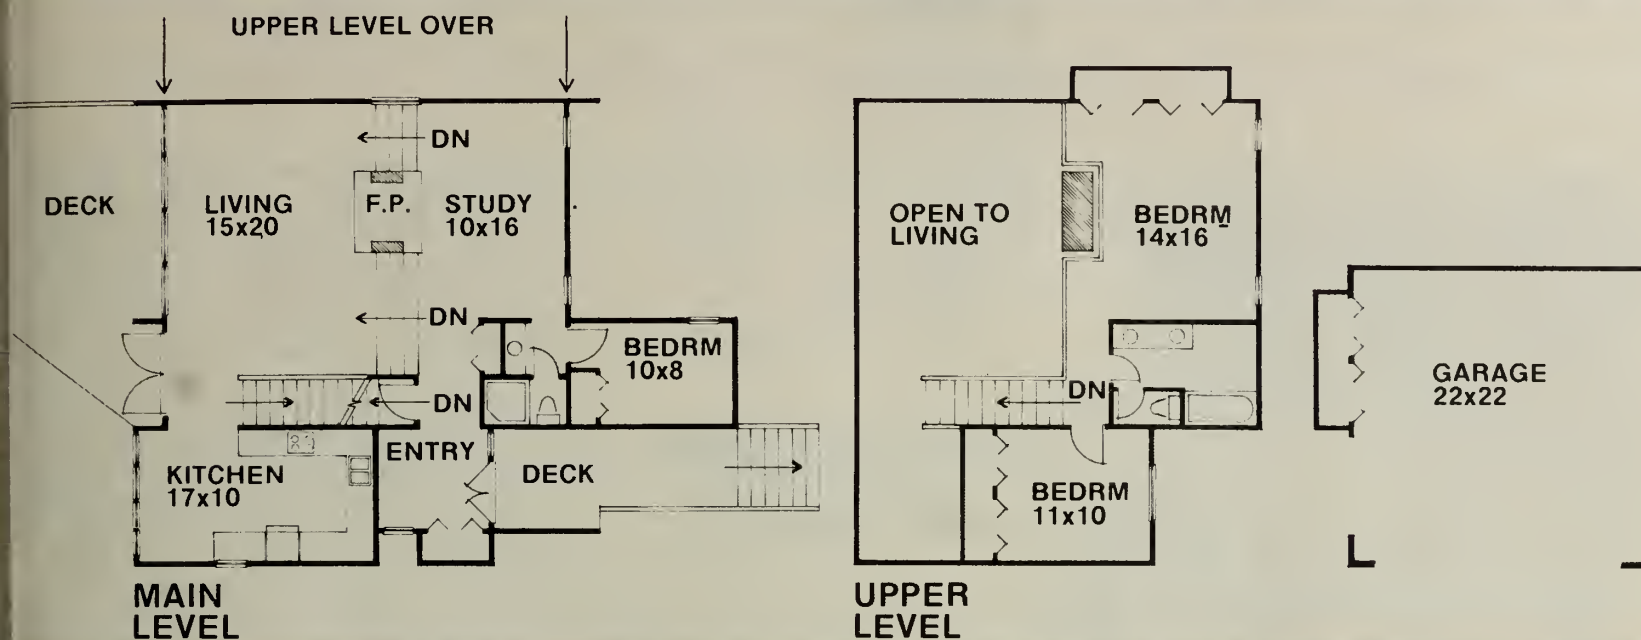 UPPER LEVEL OVER
DN
DECK
LIVING
15x20
F.P.
STUDY
10x16
DN
BEDRM
10x8
DN
ENTRY
KITCHEN
17x10
DECK
MAIN
LEVEL
OPEN TO
LIVING
BEDRM
14x16
DN
BEDRM
11x10
UPPER
LEVEL
GARAGE
22x22